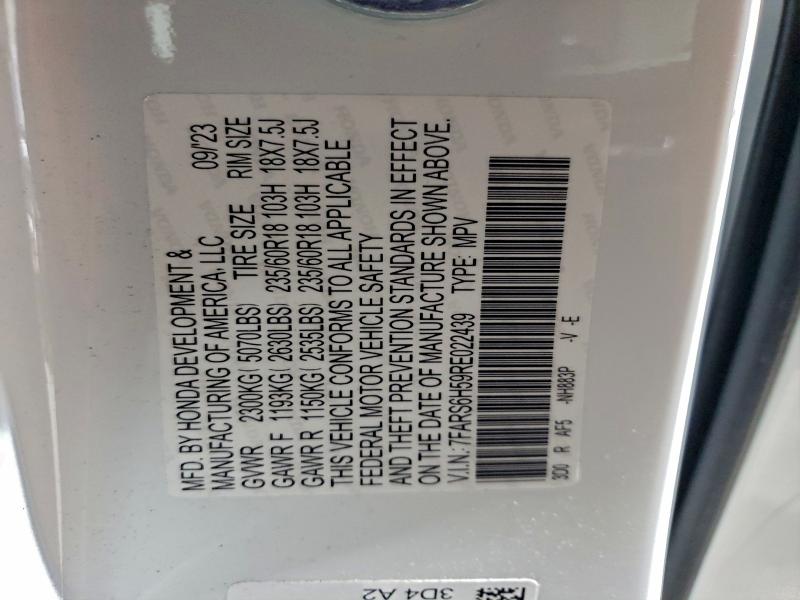 MFD. BY HONDA DEVELOPMENT &
MANUFACTURING OF AMERICA, LLC 09/'23
GVWR 2300KG( 5070LBS) TIRE SIZE RIM SIZE
GAWR F 1193KG( 2630LBS) 235/60R18 103H 18X7.5J
GAWR R 1150KG( 2535LBS) 235/60R18 103H 18X7.5J
THIS VEHICLE CONFORMS TO ALL APPLICABLE
FEDERAL MOTOR VEHICLE SAFETY
AND THEFT PREVENTION STANDARDS IN EFFECT
ON THE DATE OF MANUFACTURE SHOWN ABOVE.
V.I.N.: 7FARS6H59RE022439 TYPE: MPV
3D0 R AF5 -NH883P -V -E
3D4 A2